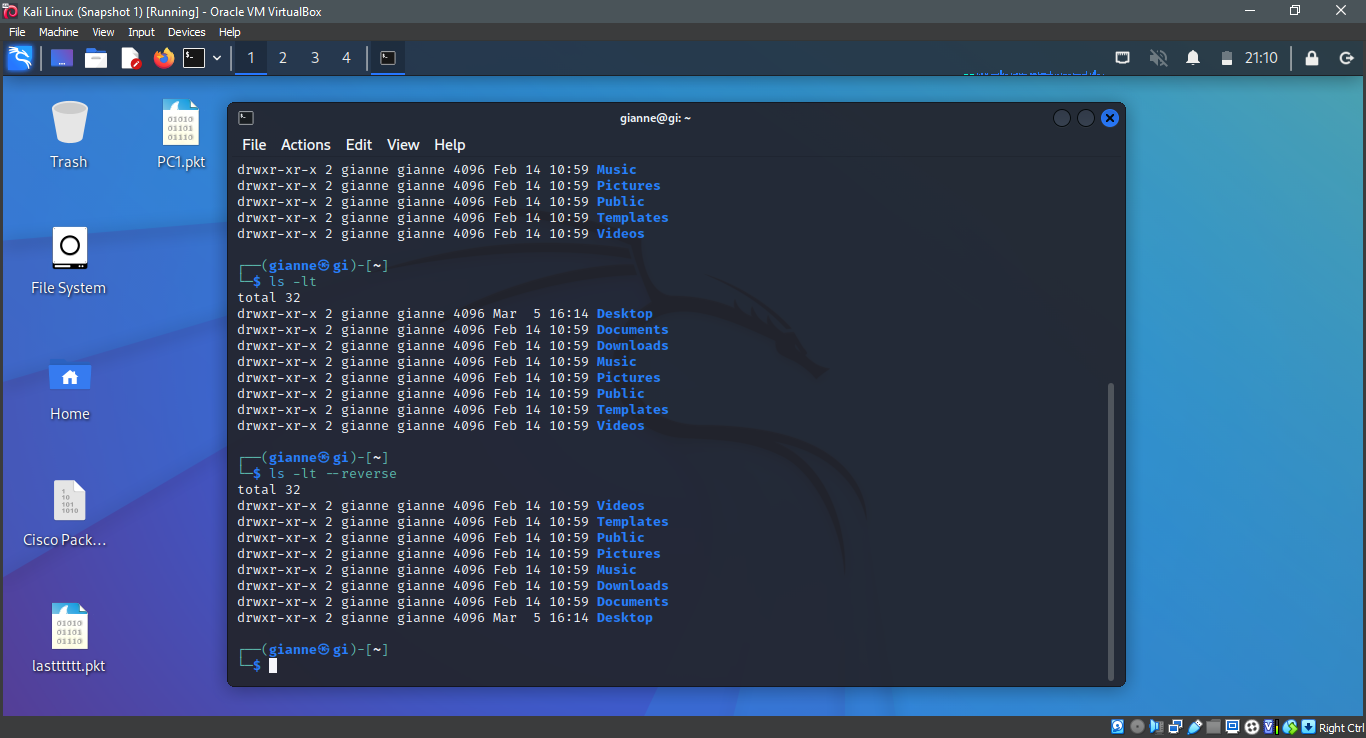 Kali Linux (Snapshot 1) [Running] - Oracle VM VirtualBox
File Machine View Input Devices Help
1 2 3 4 21:10
Trash
PC1.pkt
File System
Home
Cisco Pack...
lastttttt.pkt
gianne@gi: ~
File Actions Edit View Help
drwxr-xr-x 2 gianne gianne 4096 Feb 14 10:59 Music
drwxr-xr-x 2 gianne gianne 4096 Feb 14 10:59 Pictures
drwxr-xr-x 2 gianne gianne 4096 Feb 14 10:59 Public
drwxr-xr-x 2 gianne gianne 4096 Feb 14 10:59 Templates
drwxr-xr-x 2 gianne gianne 4096 Feb 14 10:59 Videos
┌──(gianne㉿gi)-[~]
└─$ ls -lt
total 32
drwxr-xr-x 2 gianne gianne 4096 Mar  5 16:14 Desktop
drwxr-xr-x 2 gianne gianne 4096 Feb 14 10:59 Documents
drwxr-xr-x 2 gianne gianne 4096 Feb 14 10:59 Downloads
drwxr-xr-x 2 gianne gianne 4096 Feb 14 10:59 Music
drwxr-xr-x 2 gianne gianne 4096 Feb 14 10:59 Pictures
drwxr-xr-x 2 gianne gianne 4096 Feb 14 10:59 Public
drwxr-xr-x 2 gianne gianne 4096 Feb 14 10:59 Templates
drwxr-xr-x 2 gianne gianne 4096 Feb 14 10:59 Videos
┌──(gianne㉿gi)-[~]
└─$ ls -lt --reverse
total 32
drwxr-xr-x 2 gianne gianne 4096 Feb 14 10:59 Videos
drwxr-xr-x 2 gianne gianne 4096 Feb 14 10:59 Templates
drwxr-xr-x 2 gianne gianne 4096 Feb 14 10:59 Public
drwxr-xr-x 2 gianne gianne 4096 Feb 14 10:59 Pictures
drwxr-xr-x 2 gianne gianne 4096 Feb 14 10:59 Music
drwxr-xr-x 2 gianne gianne 4096 Feb 14 10:59 Downloads
drwxr-xr-x 2 gianne gianne 4096 Feb 14 10:59 Documents
drwxr-xr-x 2 gianne gianne 4096 Mar  5 16:14 Desktop
┌──(gianne㉿gi)-[~]
└─$
Right Ctrl